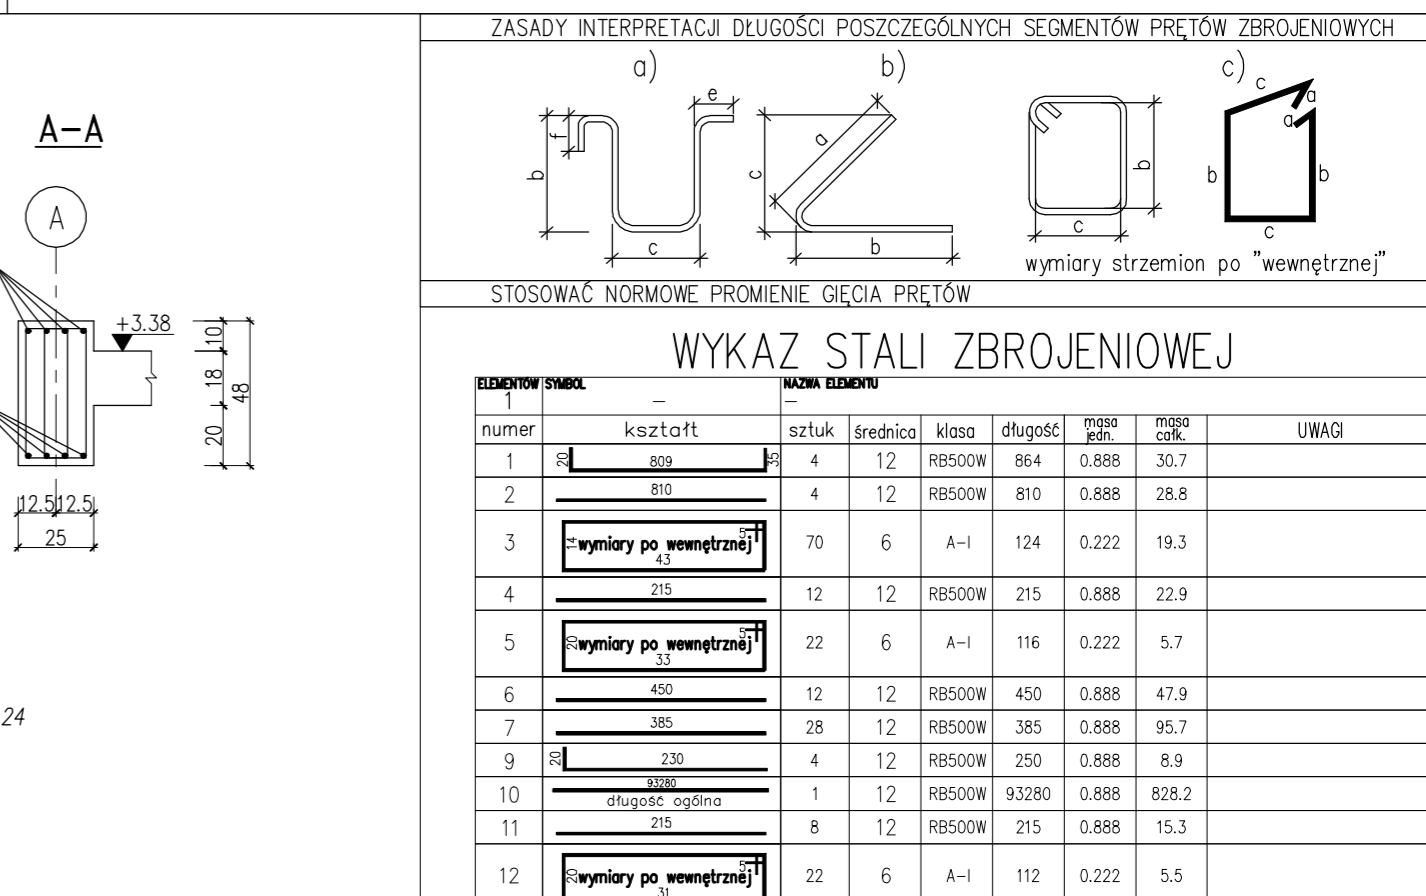 ZASADY INTERPRETACJI DŁUGOŚCI POSZCZEGÓLNYCH SEGMENTÓW PRĘTÓW ZBROJENIOWYCH
a) b) c)
f b c e
a c b
b c
c a a b b c
wymiary strzemion po "wewnętrznej"
STOSOWAĆ NORMOWE PROMIENIE GIĘCIA PRĘTÓW
A-A
A
+3.38
10
18
20
48
12.5 12.5
25
24
WYKAZ STALI ZBROJENIOWEJ
ELEMENTÓW SYMBOL NAZWA ELEMENTU
1 – –
numer kształt sztuk średnica klasa długość masa jedn. masa całk. UWAGI
1 20 809 35 4 12 RB500W 864 0.888 30.7
2 810 4 12 RB500W 810 0.888 28.8
3 14 wymiary po wewnętrznej 5 43 70 6 A-I 124 0.222 19.3
4 215 12 12 RB500W 215 0.888 22.9
5 20 wymiary po wewnętrznej 5 33 22 6 A-I 116 0.222 5.7
6 450 12 12 RB500W 450 0.888 47.9
7 385 28 12 RB500W 385 0.888 95.7
9 20 230 4 12 RB500W 250 0.888 8.9
10 93280 długość ogólna 1 12 RB500W 93280 0.888 828.2
11 215 8 12 RB500W 215 0.888 15.3
12 20 wymiary po wewnętrznej 5 31 22 6 A-I 112 0.222 5.5